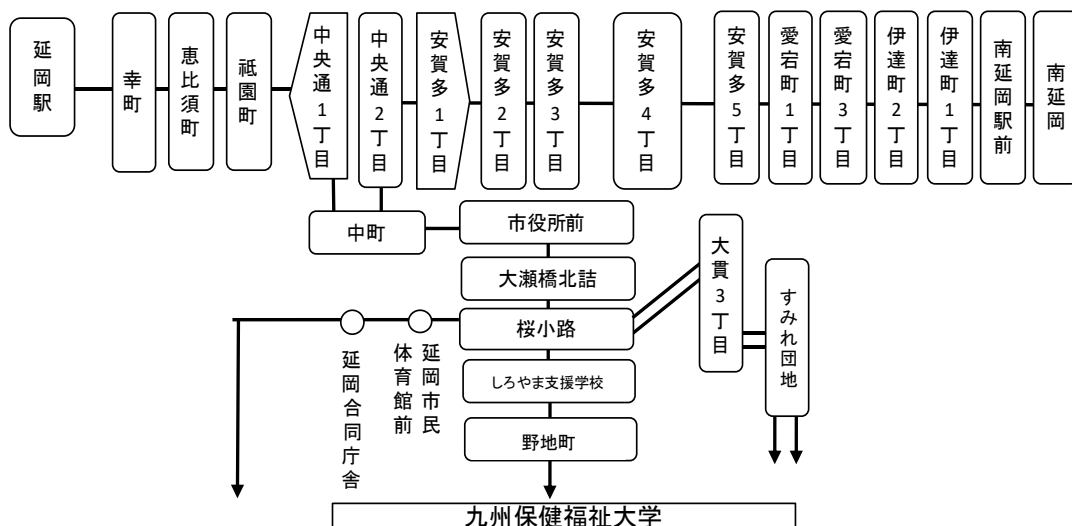 延岡駅
幸町
恵比須町
祗園町
中央通1丁目
中央通2丁目
安賀多1丁目
安賀多2丁目
安賀多3丁目
安賀多4丁目
安賀多5丁目
愛宕町1丁目
愛宕町3丁目
伊達町2丁目
伊達町1丁目
南延岡駅前
南延岡
中町
市役所前
大瀬橋北詰
桜小路
しろやま支援学校
野地町
大貫3丁目
すみれ団地
延岡市民
体育館前
延岡合同庁舎
九州保健福祉大学